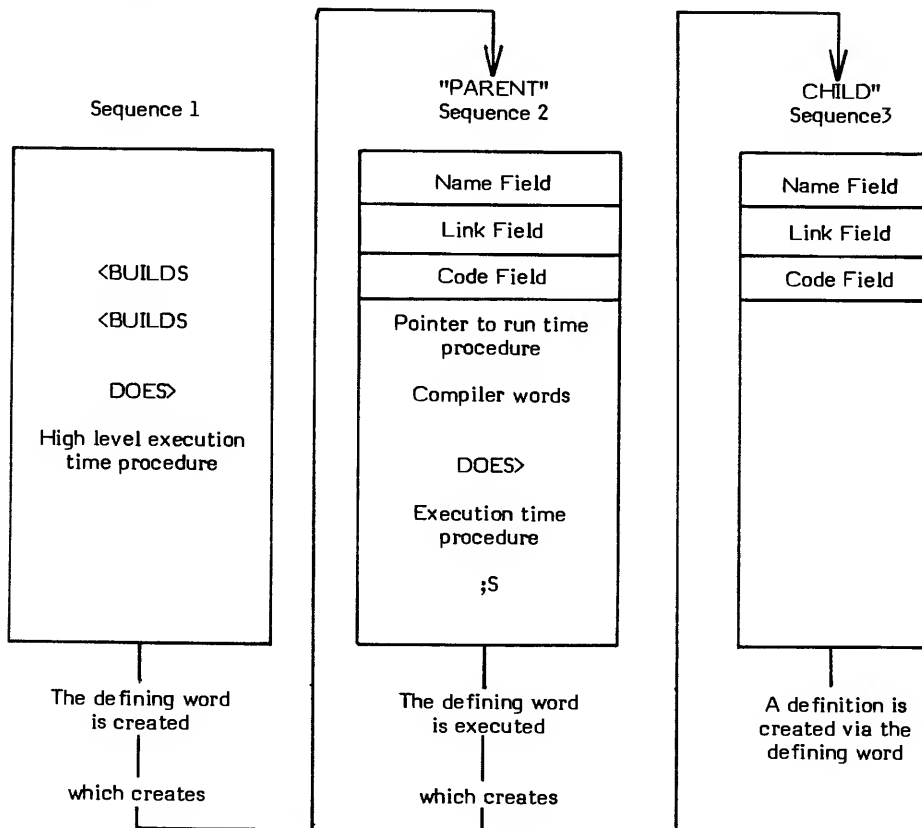 Sequence 1
<BUILDS
<BUILDS
DOES>
High level execution
time procedure
The defining word
is created
which creates
"PARENT"
Sequence 2
Name Field
Link Field
Code Field
Pointer to run time
procedure
Compiler words
DOES>
Execution time
procedure
;S
The defining word
is executed
which creates
CHILD"
Sequence3
Name Field
Link Field
Code Field
A definition is
created via the
defining word